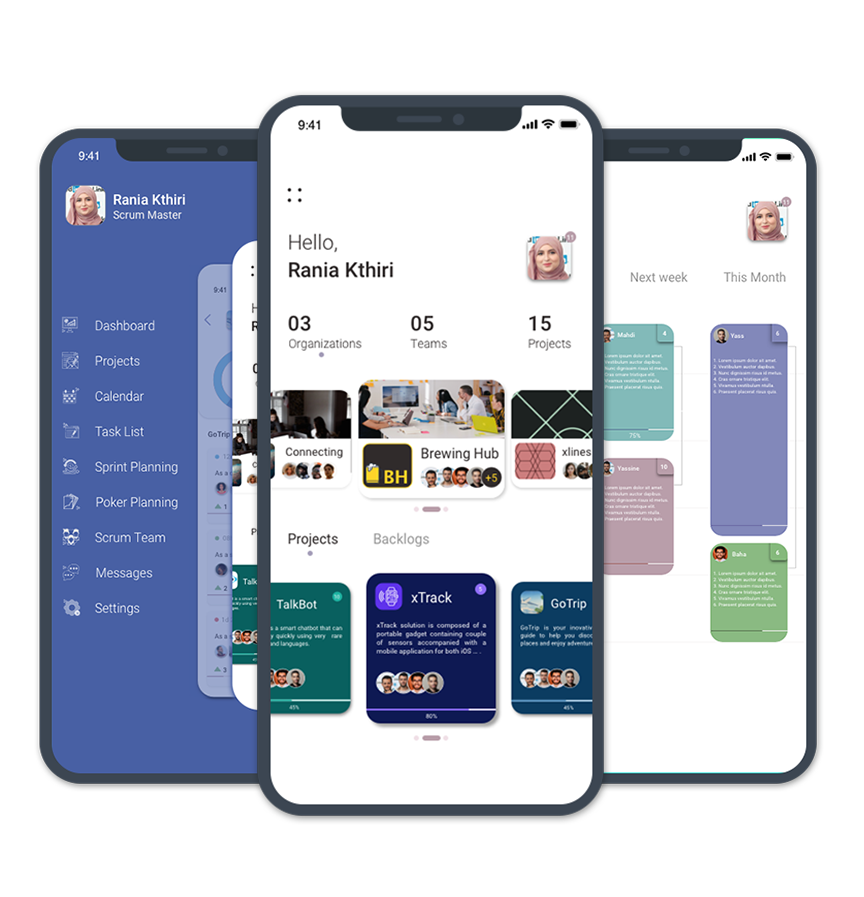 9:41
Rania Kthiri
Scrum Master
Dashboard
Projects
Calendar
Task List
Sprint Planning
Poker Planning
Scrum Team
Messages
Settings
9:41
GoTrip
As a
1
As a
2
As a
3
9:41
Hello,
Rania Kthiri
11
03
Organizations
05
Teams
15
Projects
Connecting
BH
Brewing Hub
+5
xlines
Projects
Backlogs
TalkBot
s a smart chatbot that can
quickly using very rare
and languages.
45%
xTrack
5
xTrack solution is composed of a
portable gadget containing couple
of sensors accompanised with a
mobile application for both iOS ... .
80%
GoTrip
GoTrip is your inovativ
guide to help you disco
places and enjoy adventur
45%
11
Next week
This Month
Mahdi
4
Lorem ipsum dolor sit amet.
Vestibulum auctor dapibus.
Nunc dignissim risus id metus.
Cras ornare tristique elit.
Vivamus vestibulum nulla
Praesent placerat risus quis
75%
Yassine
10
Lorem ipsum dolor sit amet.
Vestibulum auctor dapibus.
Nunc dignissim risus id metus.
Cras ornare tristique elit.
Vivamus vestibulum nulla
Praesent placerat risus quis
Yass
6
1. Lorem ipsum dolor sit amet.
2. Vestibulum auctor dapibus.
3. Nunc dignissim risus id metus.
4. Cras ornare tristique elit.
5. Vivamus vestibulum nulla
6. Praesent placerat risus quis
Baha
6
1. Lorem ipsum dolor sit amet.
2. Vestibulum auctor dapibus.
3. Nunc dignissim risus id metus.
4. Cras ornare tristique elit.
5. Vivamus vestibulum nulla
6. Praesent placerat risus quis